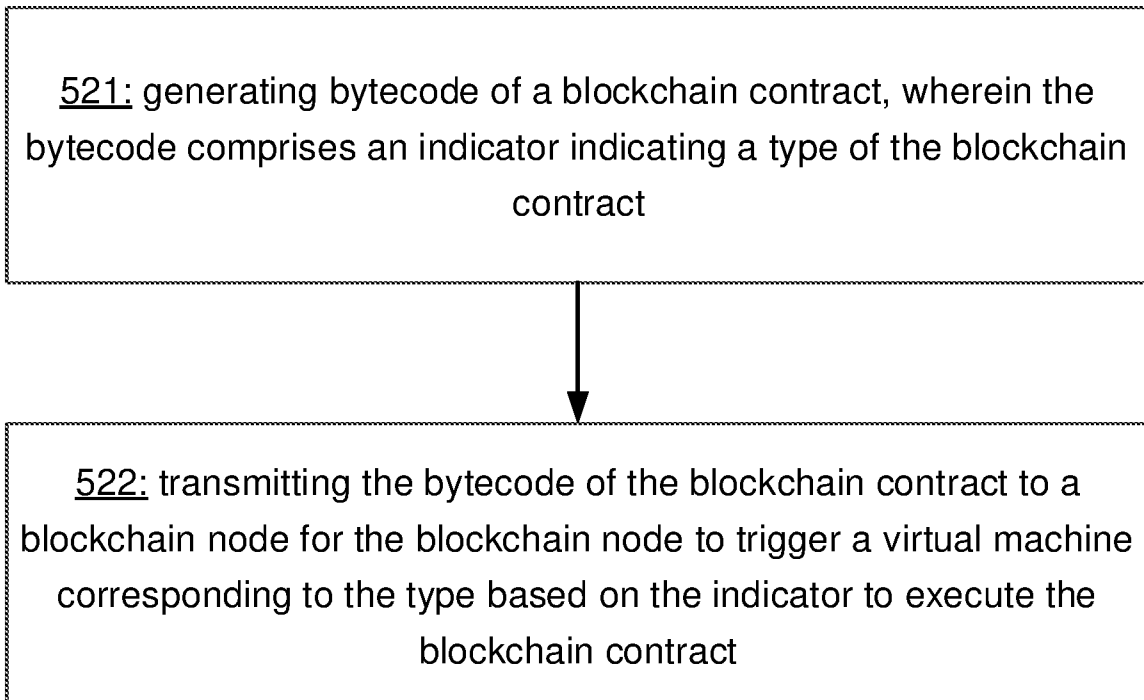 521: generating bytecode of a blockchain contract, wherein the
bytecode comprises an indicator indicating a type of the blockchain
contract
522: transmitting the bytecode of the blockchain contract to a
blockchain node for the blockchain node to trigger a virtual machine
corresponding to the type based on the indicator to execute the
blockchain contract